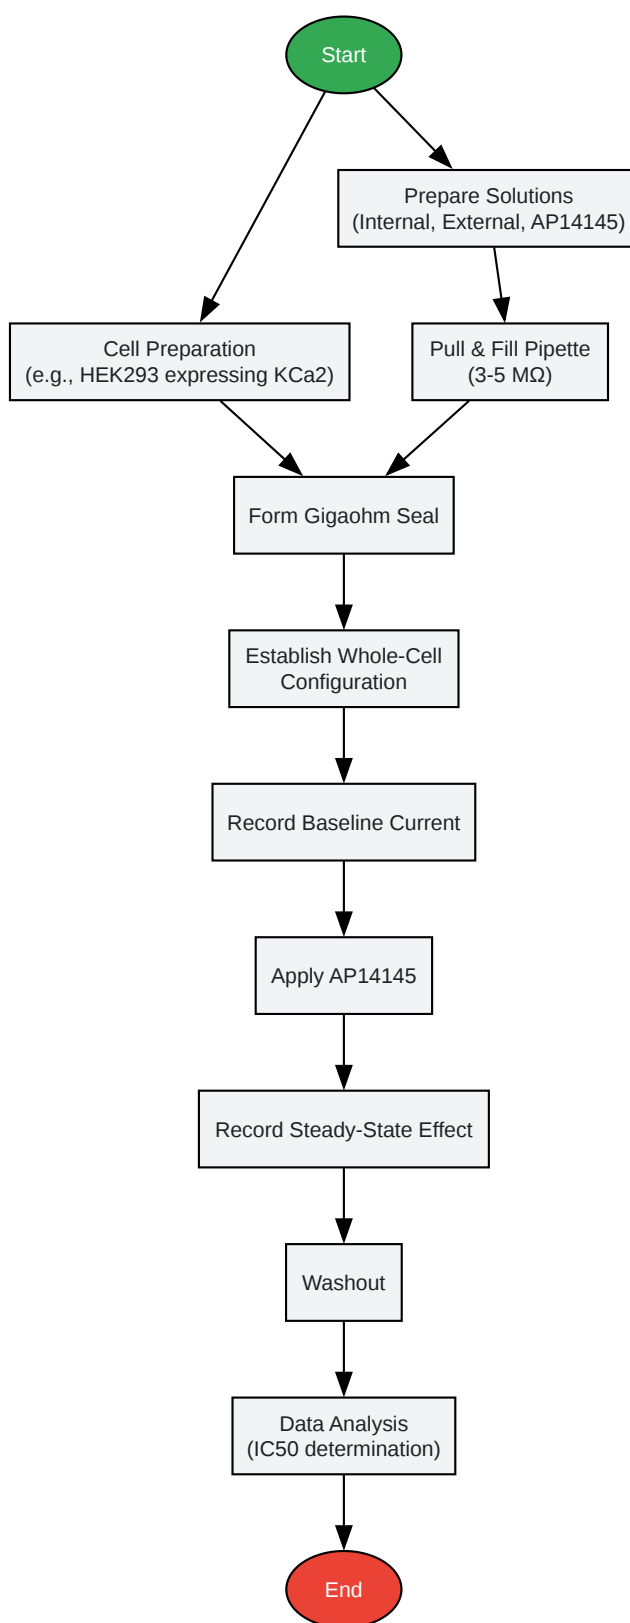 Start
Prepare Solutions
(Internal, External, AP14145)
Cell Preparation
(e.g., HEK293 expressing KCa2)
Pull & Fill Pipette
(3-5 MΩ)
Form Gigaohm Seal
Establish Whole-Cell
Configuration
Record Baseline Current
Apply AP14145
Record Steady-State Effect
Washout
Data Analysis
(IC50 determination)
End